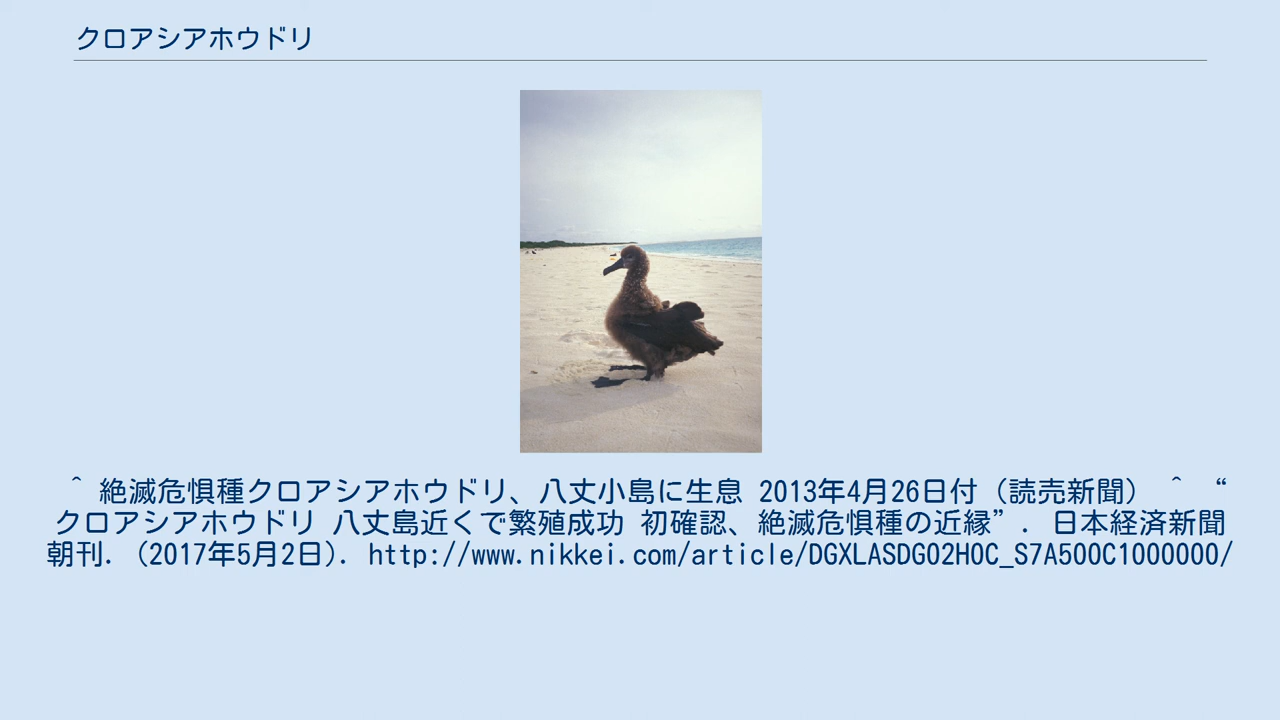 クロアシアホウドリ
^ 絶滅危惧種クロアシアホウドリ、八丈小島に生息 2013年4月26日付（読売新聞） ^ “
クロアシアホウドリ 八丈島近くで繁殖成功 初確認、絶滅危惧種の近縁”. 日本経済新聞
朝刊. (2017年5月2日). http://www.nikkei.com/article/DGXLASDG02H0C_S7A500C1000000/